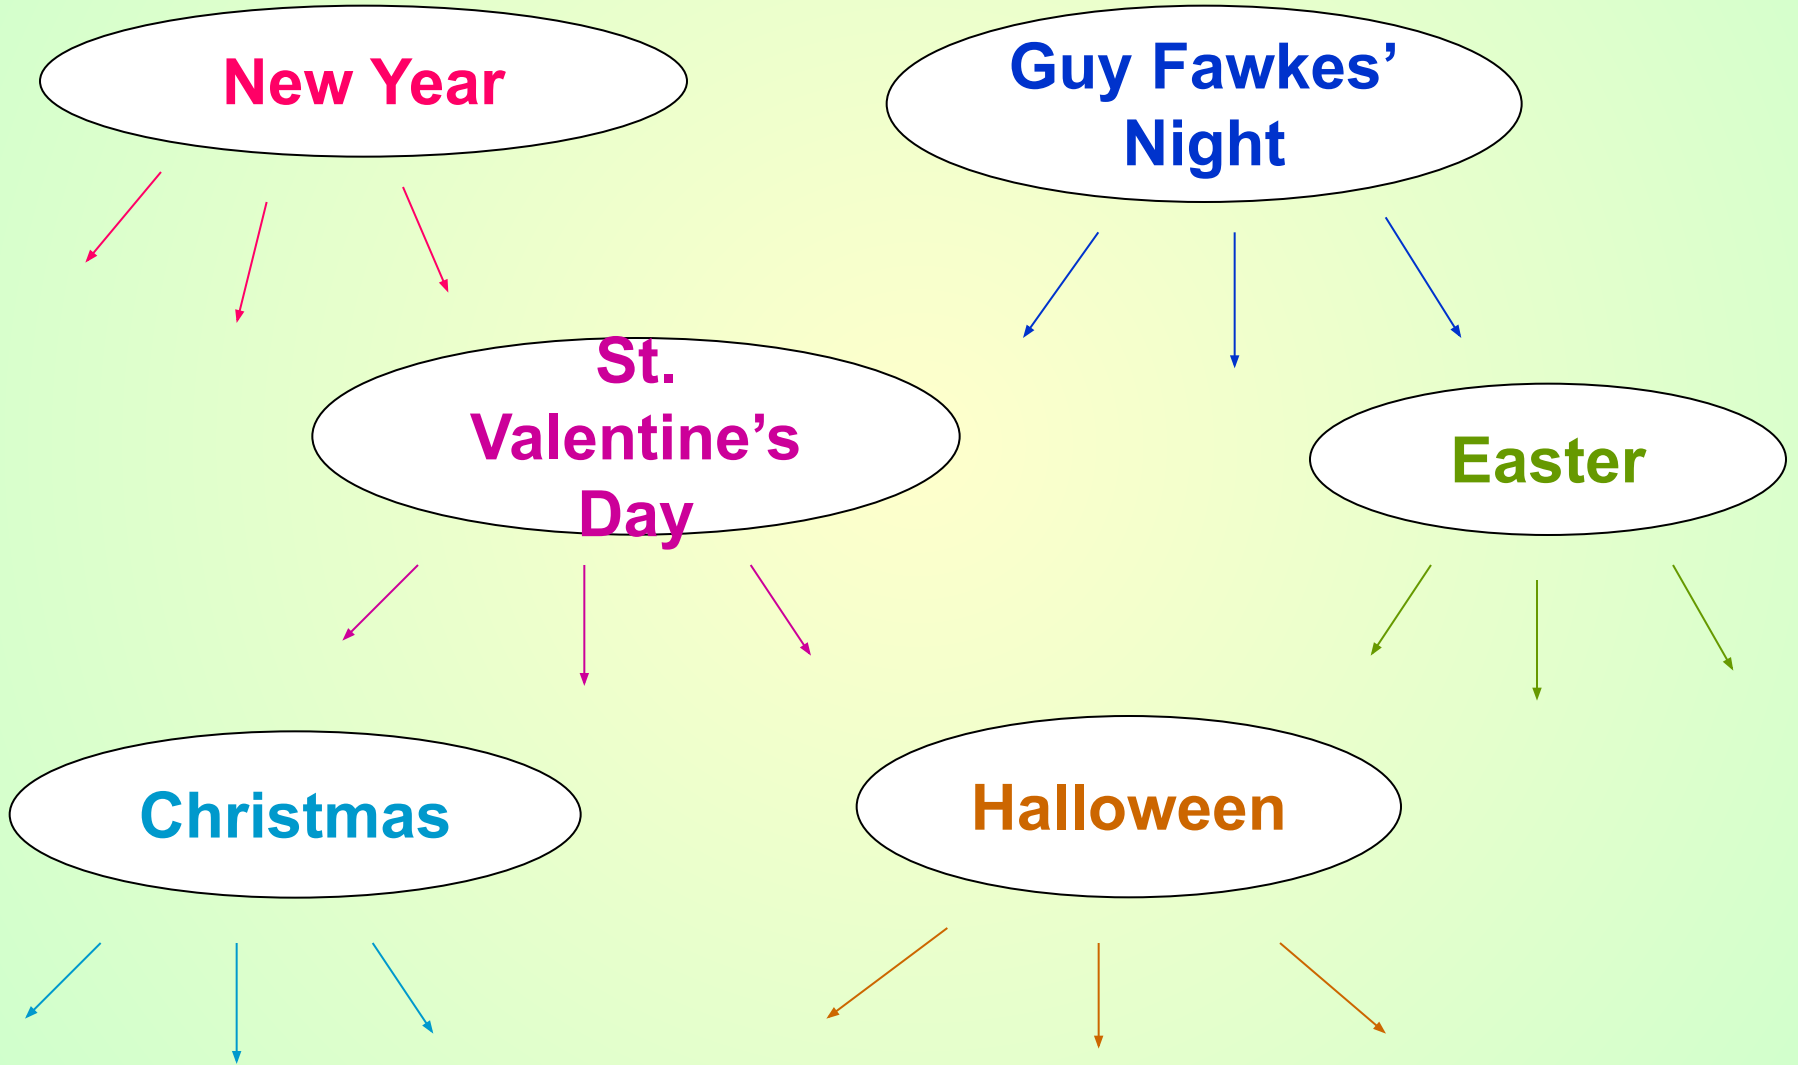 New Year
Guy Fawkes’
Night
St.
Valentine’s
Day
Easter
Christmas
Halloween